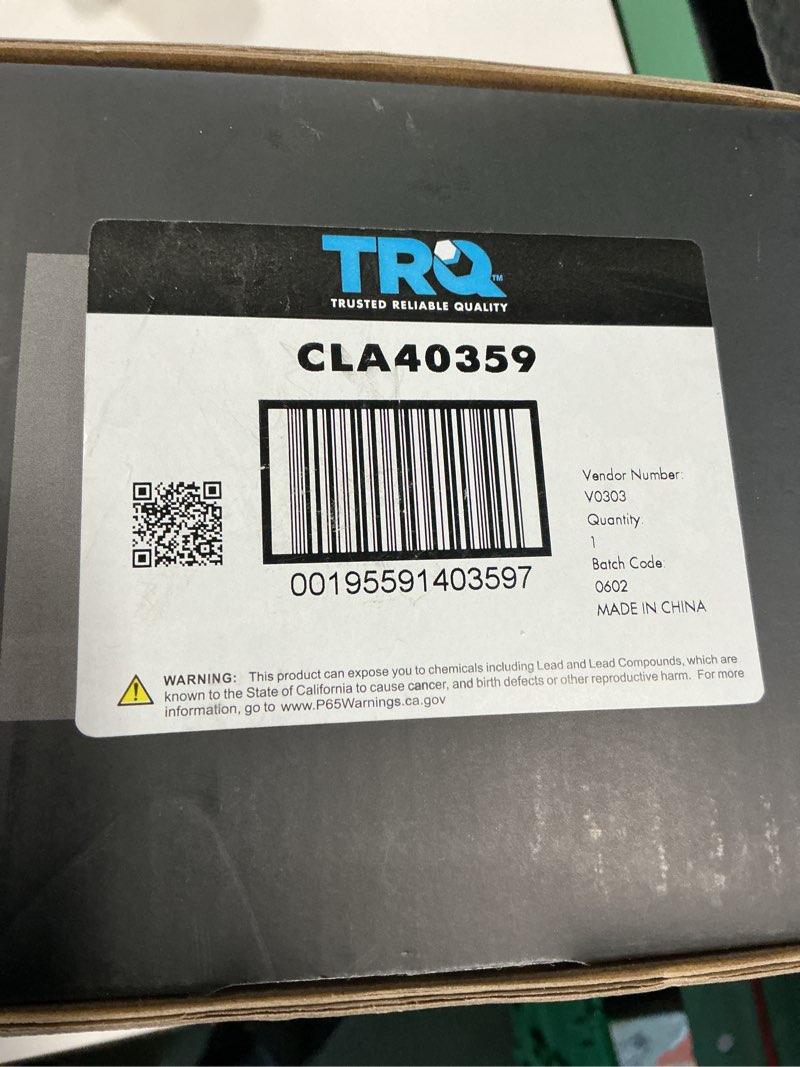 TRQ™
TRUSTED RELIABLE QUALITY
CLA40359
00195591403597
Vendor Number:
V0303
Quantity:
1
Batch Code:
0602
MADE IN CHINA
WARNING: This product can expose you to chemicals including Lead and Lead Compounds, which are
known to the State of California to cause cancer, and birth defects or other reproductive harm. For more
information, go to www.P65Warnings.ca.gov